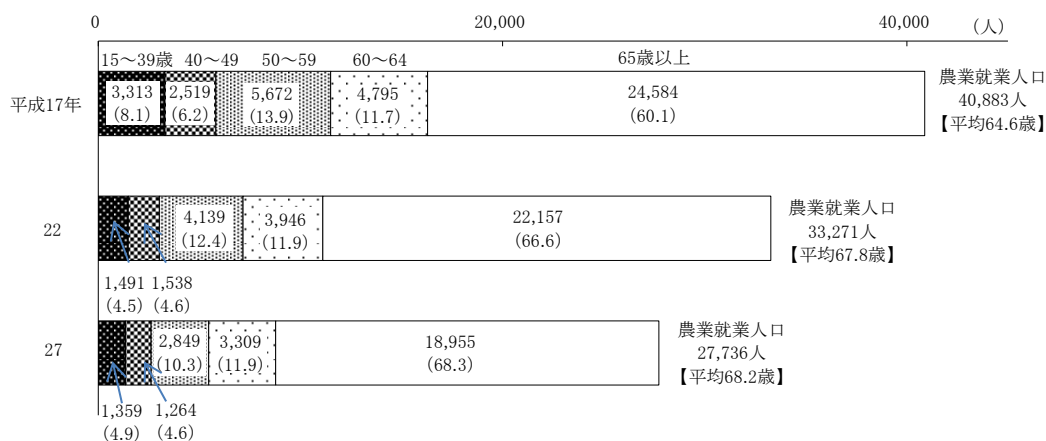 0 20,000 40,000 (人)
15～39歳 40～49 50～59 60～64 65歳以上
平成17年
3,313
(8.1)
2,519
(6.2)
5,672
(13.9)
4,795
(11.7)
24,584
(60.1)
農業就業人口
40,883人
【平均64.6歳】
22
4,139
(12.4)
3,946
(11.9)
22,157
(66.6)
農業就業人口
33,271人
【平均67.8歳】
1,491
(4.5)
1,538
(4.6)
27
2,849
(10.3)
3,309
(11.9)
18,955
(68.3)
農業就業人口
27,736人
【平均68.2歳】
1,359
(4.9)
1,264
(4.6)